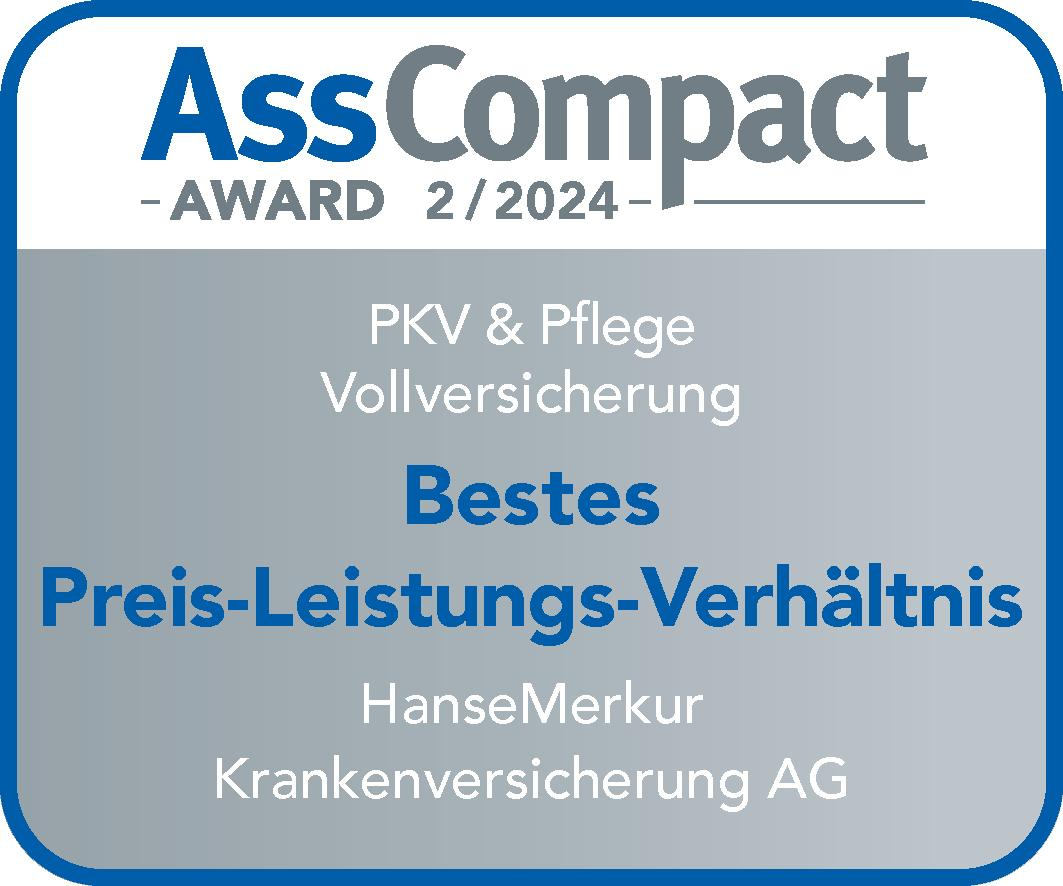 AssCompact
- AWARD 2/2024 -
PKV & Pflege
Vollversicherung
Bestes
Preis-Leistungs-Verhältnis
HanseMerkur
Krankenversicherung AG